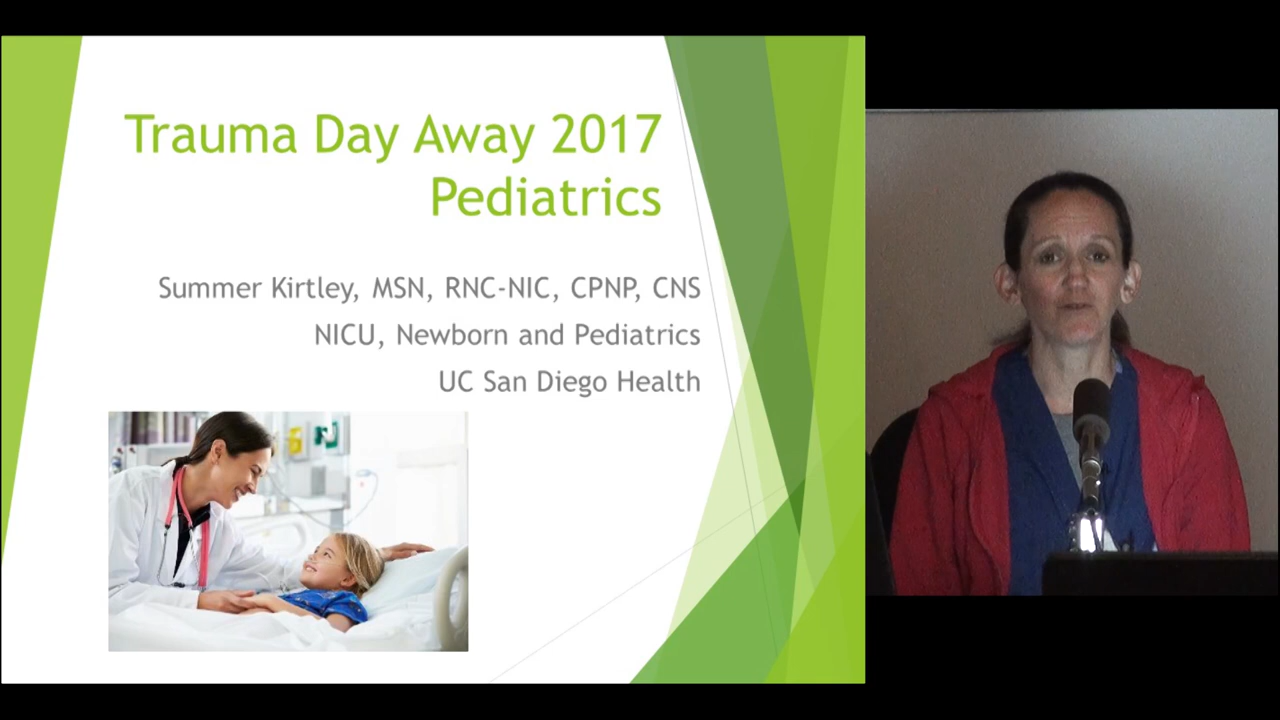 Trauma Day Away 2017
Pediatrics
Summer Kirtley, MSN, RNC-NIC, CPNP, CNS
NICU, Newborn and Pediatrics
UC San Diego Health